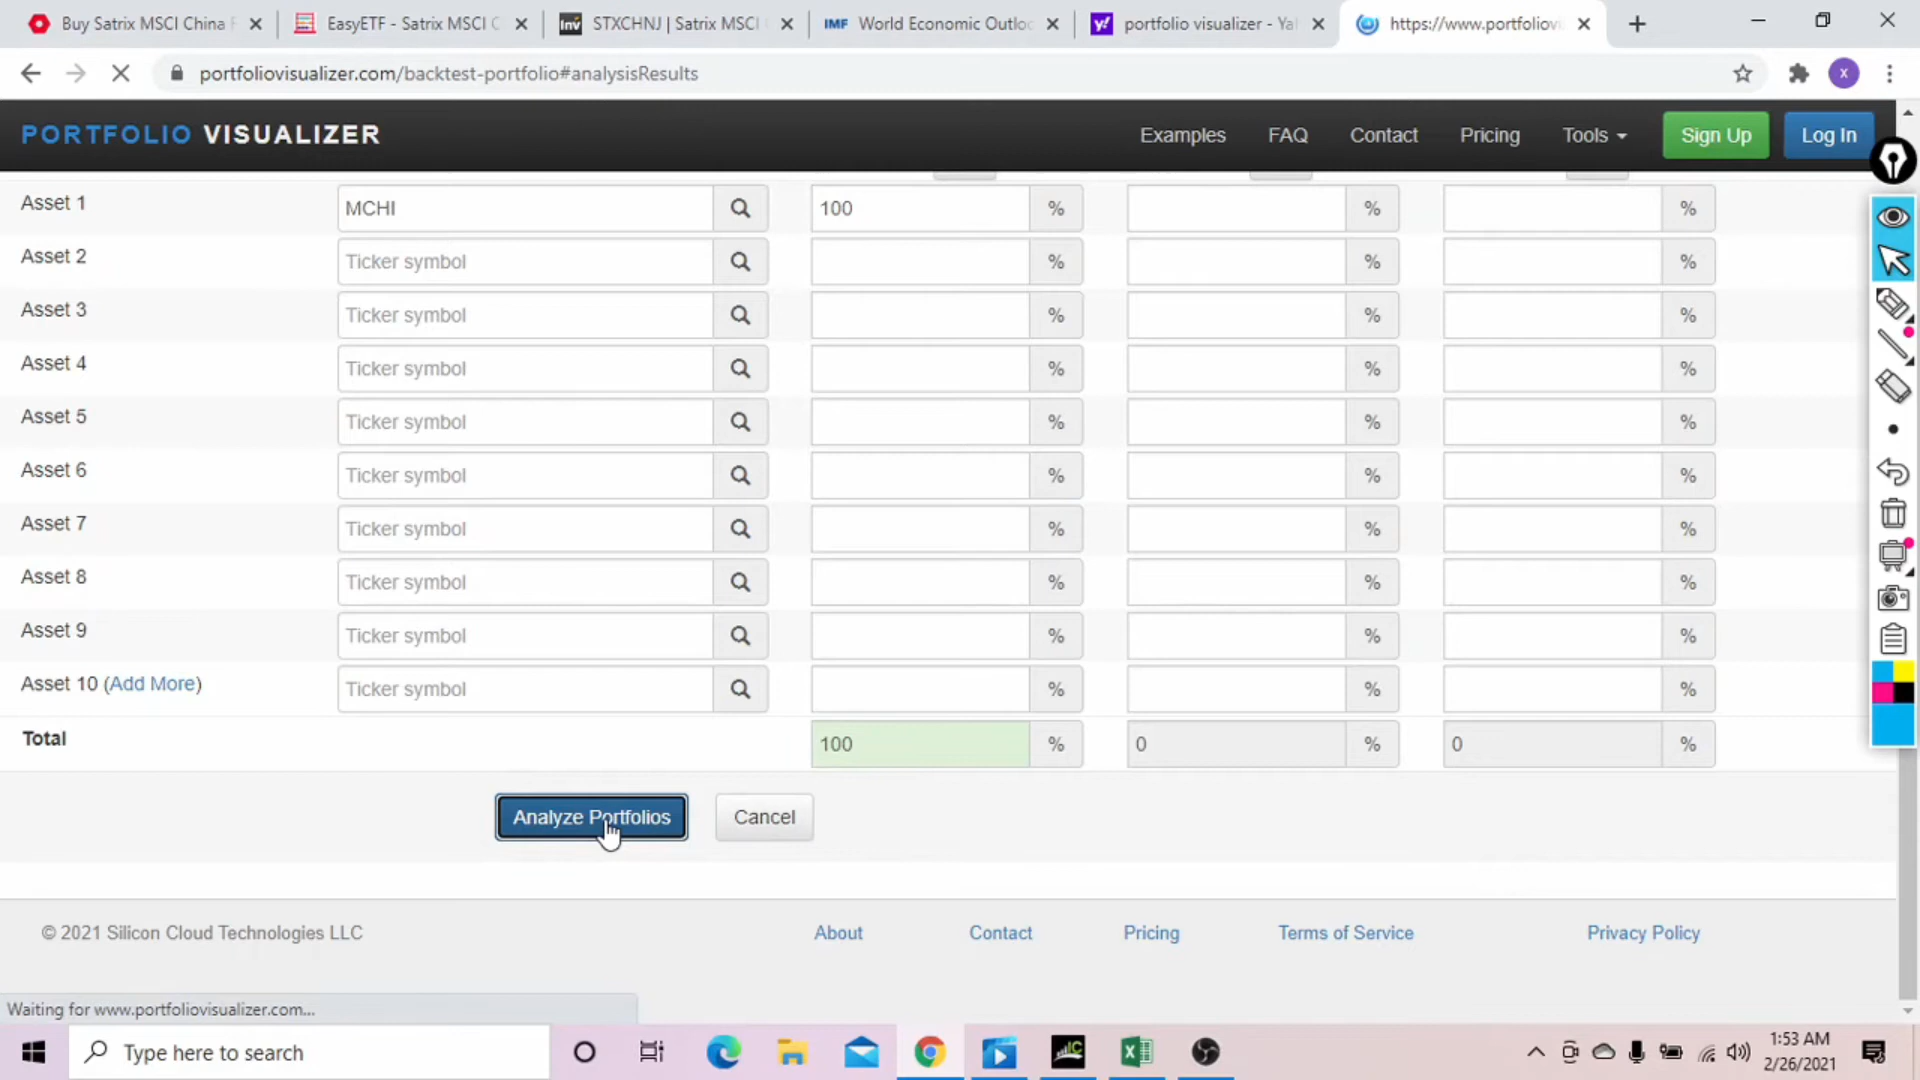 Buy Satrix MSCI China F
EasyETF - Satrix MSCI C
Inv STXCHNJ | Satrix MSCI
IMF World Economic Outloo
y! portfolio visualizer - Yah
https://www.portfoliovi
portfoliovisualizer.com/backtest-portfolio#analysisResults
X
PORTFOLIO VISUALIZER
Examples
FAQ
Contact
Pricing
Tools
Sign Up
Log In
Asset 1 MCHI 100 % % %
Asset 2 Ticker symbol % % %
Asset 3 Ticker symbol % % %
Asset 4 Ticker symbol % % %
Asset 5 Ticker symbol % % %
Asset 6 Ticker symbol % % %
Asset 7 Ticker symbol % % %
Asset 8 Ticker symbol % % %
Asset 9 Ticker symbol % % %
Asset 10 (Add More) Ticker symbol % % %
Total 100 % 0 % 0 %
Analyze Portfolios
Cancel
© 2021 Silicon Cloud Technologies LLC
About
Contact
Pricing
Terms of Service
Privacy Policy
Waiting for www.portfoliovisualizer.com...
Type here to search
IC
1:53 AM
2/26/2021